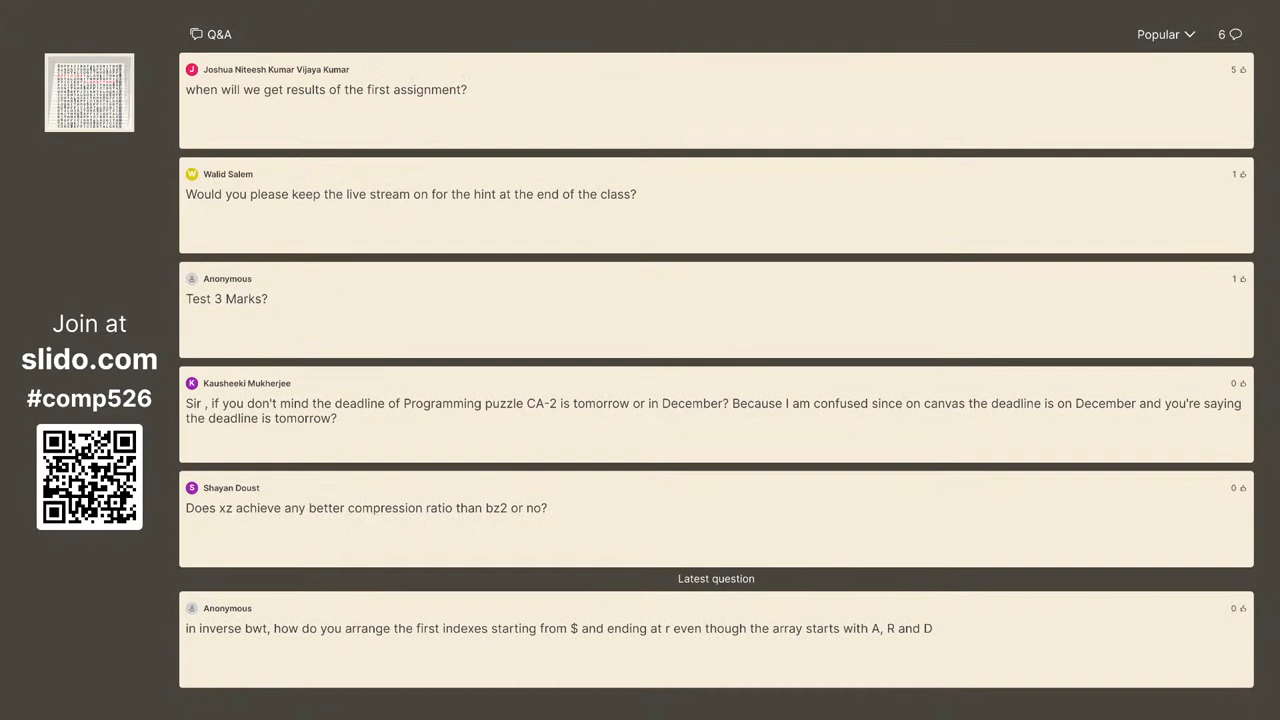 Q&A
Popular
6
J Joshua Niteesh Kumar Vijaya Kumar
5
when will we get results of the first assignment?
W Walid Salem
1
Would you please keep the live stream on for the hint at the end of the class?
Anonymous
1
Test 3 Marks?
Join at
slido.com
#comp526
K Kausheeki Mukherjee
0
Sir , if you don't mind the deadline of Programming puzzle CA-2 is tomorrow or in December? Because I am confused since on canvas the deadline is on December and you're saying
the deadline is tomorrow?
S Shayan Doust
0
Does xz achieve any better compression ratio than bz2 or no?
Latest question
Anonymous
0
in inverse bwt, how do you arrange the first indexes starting from $ and ending at r even though the array starts with A, R and D